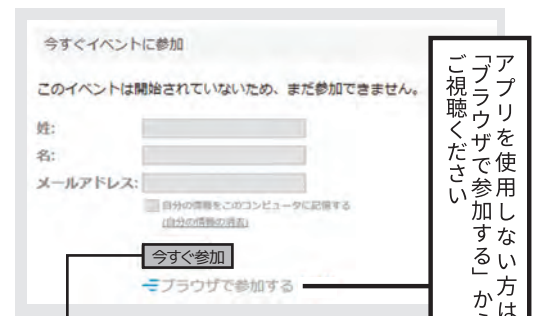 今すぐイベントに参加
このイベントは開始されていないため、まだ参加できません。
姓:
名:
メールアドレス:
自分の情報をこのコンピュータに記憶する
(自分の情報の消去)
今すぐ参加
ブラウザで参加する
アプリを使用しない方は
「ブラウザで参加する」から
ご視聴ください